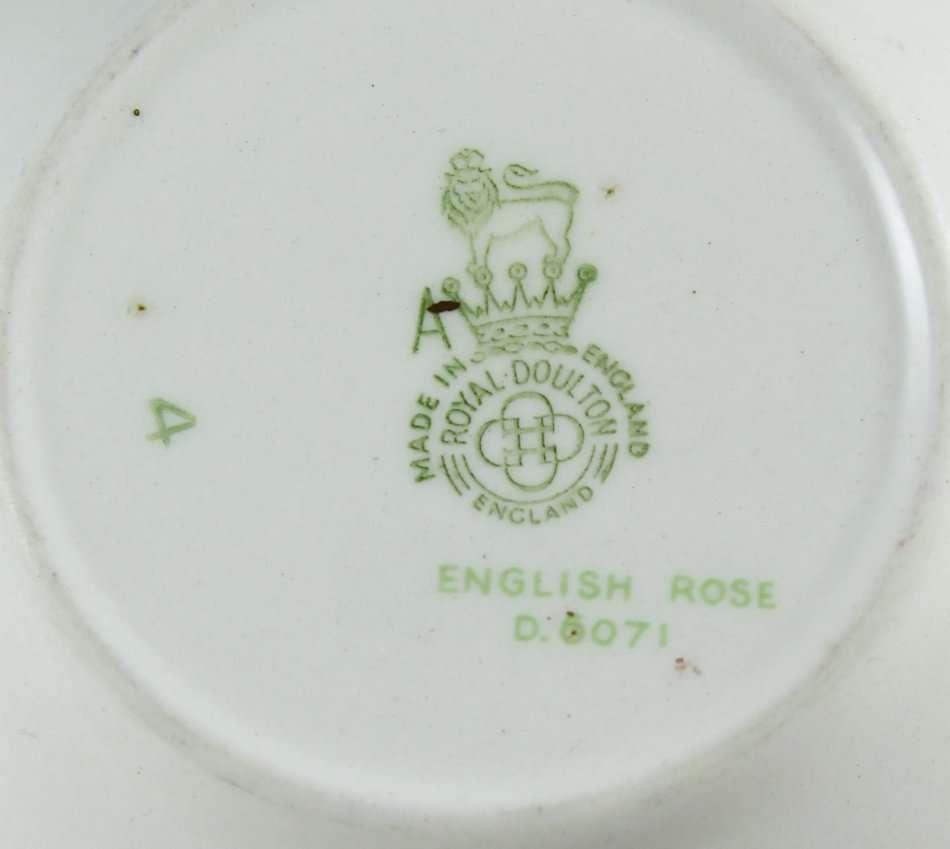 A
MADE IN ENGLAND
ROYAL·DOULTON
ENGLAND
4
ENGLISH ROSE
D.6071